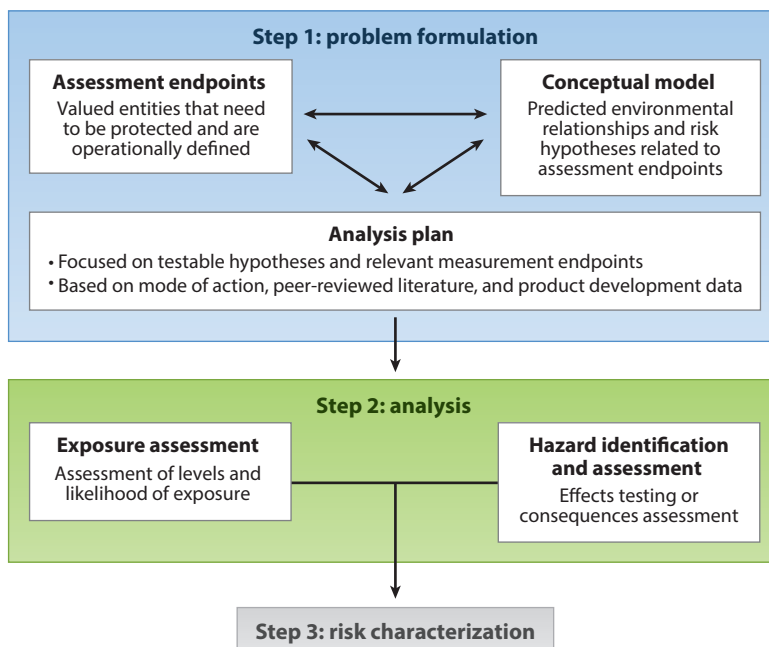 Step 1: problem formulation
Assessment endpoints
Valued entities that need
to be protected and are
operationally defined
Conceptual model
Predicted environmental
relationships and risk
hypotheses related to
assessment endpoints
Analysis plan
• Focused on testable hypotheses and relevant measurement endpoints
• Based on mode of action, peer-reviewed literature, and product development data
Step 2: analysis
Exposure assessment
Assessment of levels and
likelihood of exposure
Hazard identification
and assessment
Effects testing or
consequences assessment
Step 3: risk characterization